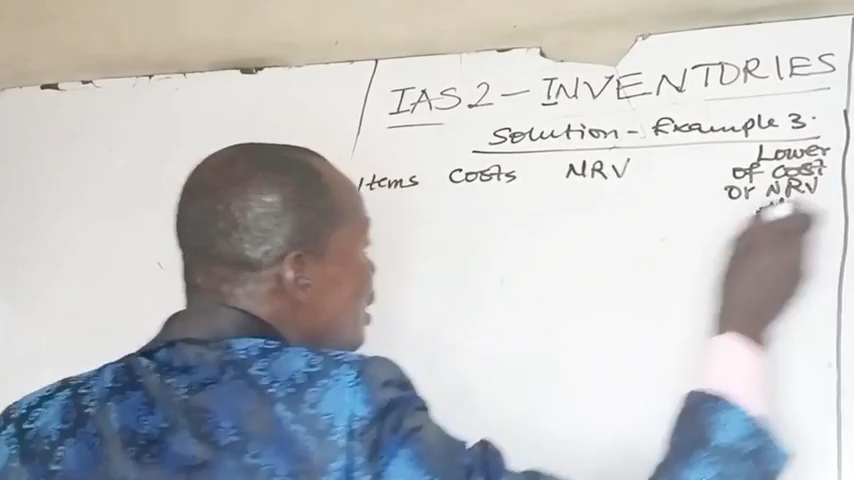 IAS 2 - INVENTORIES
Solution - Example 3.
Items Costs NRV Lower
of cost
or NRV